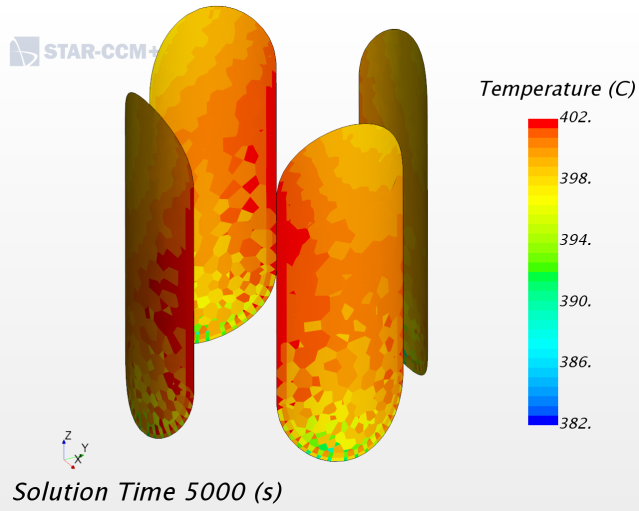 STAR-CCM+
Temperature (C)
402.
398.
394.
390.
386.
382.
Z
Y
X
Solution Time 5000 (s)